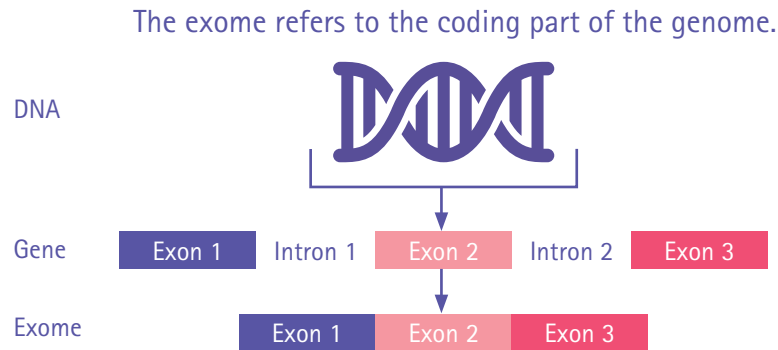 The exome refers to the coding part of the genome.
DNA
Gene Exon 1 Intron 1 Exon 2 Intron 2 Exon 3
Exome Exon 1 Exon 2 Exon 3